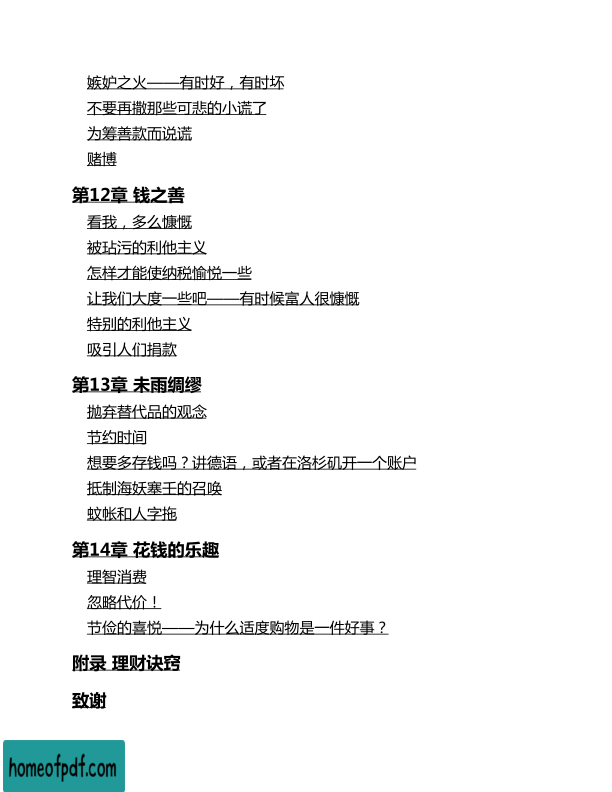 嫉妒之火——有时好，有时坏
不要再撒那些可悲的小谎了
为筹善款而说谎
赌博
第12章 钱之善
看我，多么慷慨
被玷污的利他主义
怎样才能使纳税愉悦一些
让我们大度一些吧——有时候富人很慷慨
特别的利他主义
吸引人们捐款
第13章 未雨绸缪
抛弃替代品的观念
节约时间
想要多存钱吗？讲德语，或者在洛杉矶开一个账户
抵制海妖塞壬的召唤
蚊帐和人字拖
第14章 花钱的乐趣
理智消费
忽略代价！
节俭的喜悦——为什么适度购物是一件好事？
附录 理财诀窍
致谢
homeofpdf.com